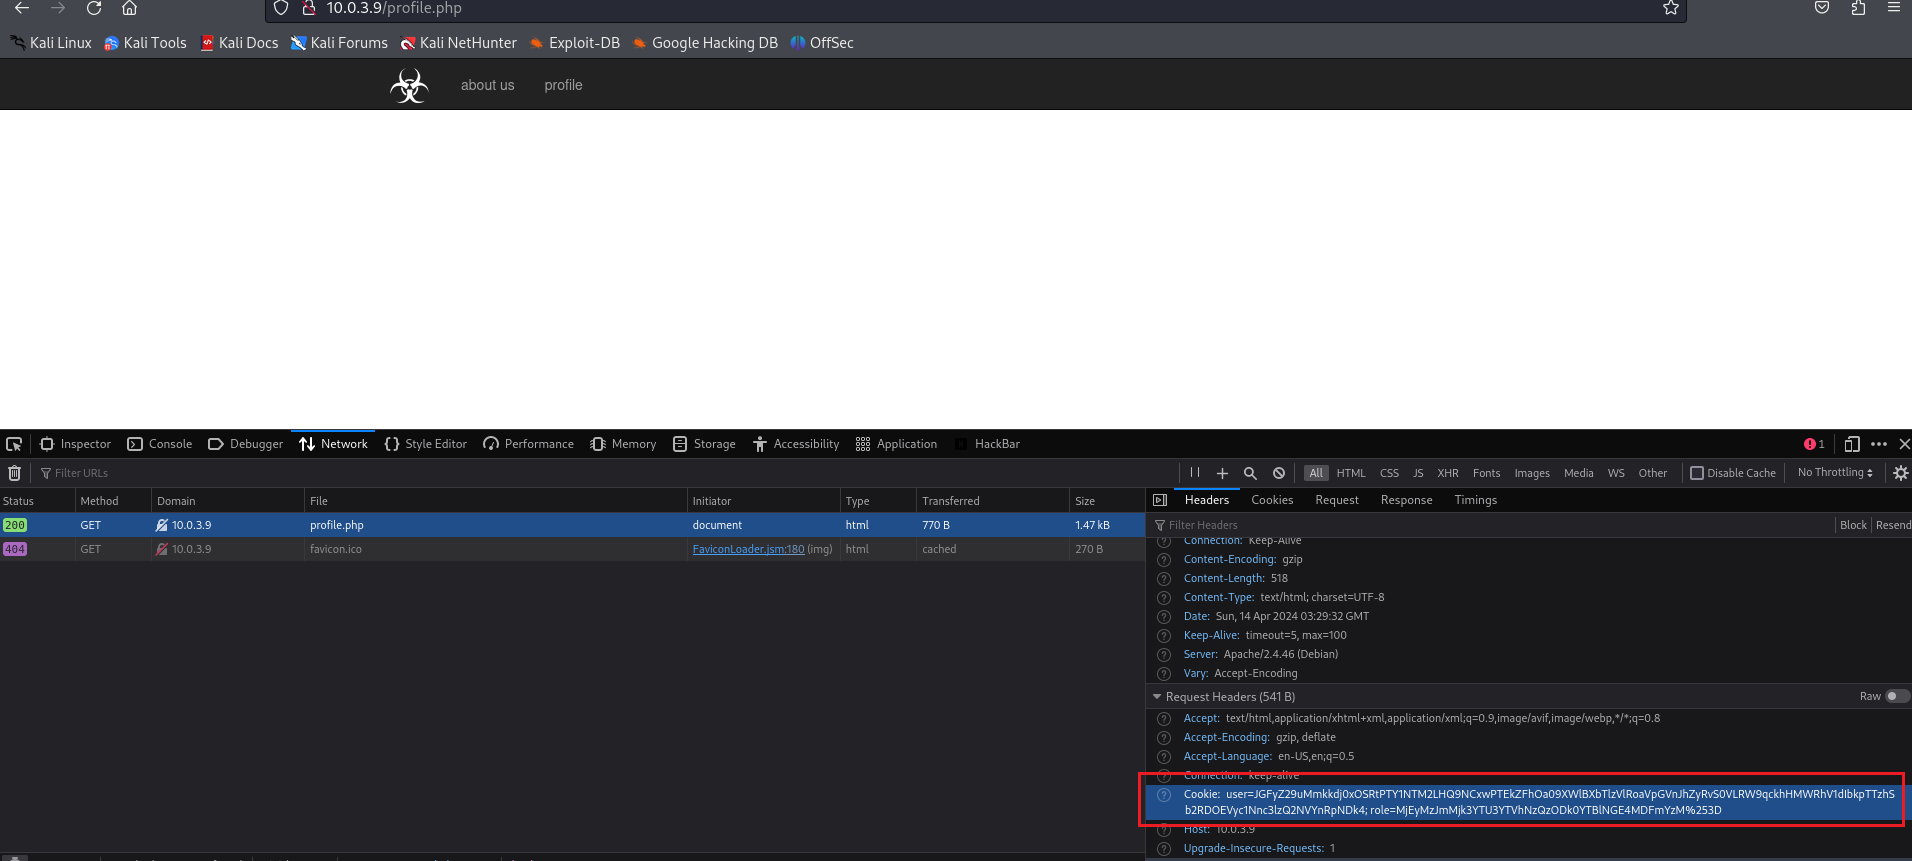 10.0.3.9/profile.php
Kali Linux Kali Tools Kali Docs Kali Forums Kali NetHunter Exploit-DB Google Hacking DB OffSec
about us profile
Inspector Console Debugger Network Style Editor Performance Memory Storage Accessibility Application HackBar 1
Filter URLs All HTML CSS JS XHR Fonts Images Media WS Other Disable Cache No Throttling
Status Method Domain File Initiator Type Transferred Size
200 GET 10.0.3.9 profile.php document html 770 B 1.47 kB
404 GET 10.0.3.9 favicon.ico FaviconLoader.jsm:180 (img) html cached 270 B
Headers Cookies Request Response Timings
Filter Headers Block Resend
Connection: Keep-Alive
Content-Encoding: gzip
Content-Length: 518
Content-Type: text/html; charset=UTF-8
Date: Sun, 14 Apr 2024 03:29:32 GMT
Keep-Alive: timeout=5, max=100
Server: Apache/2.4.46 (Debian)
Vary: Accept-Encoding
Request Headers (541 B) Raw
Accept: text/html,application/xhtml+xml,application/xml;q=0.9,image/avif,image/webp,*/*;q=0.8
Accept-Encoding: gzip, deflate
Accept-Language: en-US,en;q=0.5
Connection: keep-alive
Cookie:
role=MjEyMzJmMjk3YTU3YTVhNzQzODk0YTBlNGE4MDFmYzM%253D
Host: 10.0.3.9
Upgrade-Insecure-Requests: 1